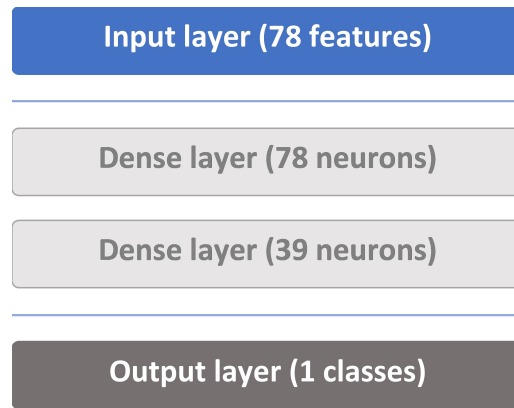 Input layer (78 features)
Dense layer (78 neurons)
Dense layer (39 neurons)
Output layer (1 classes)